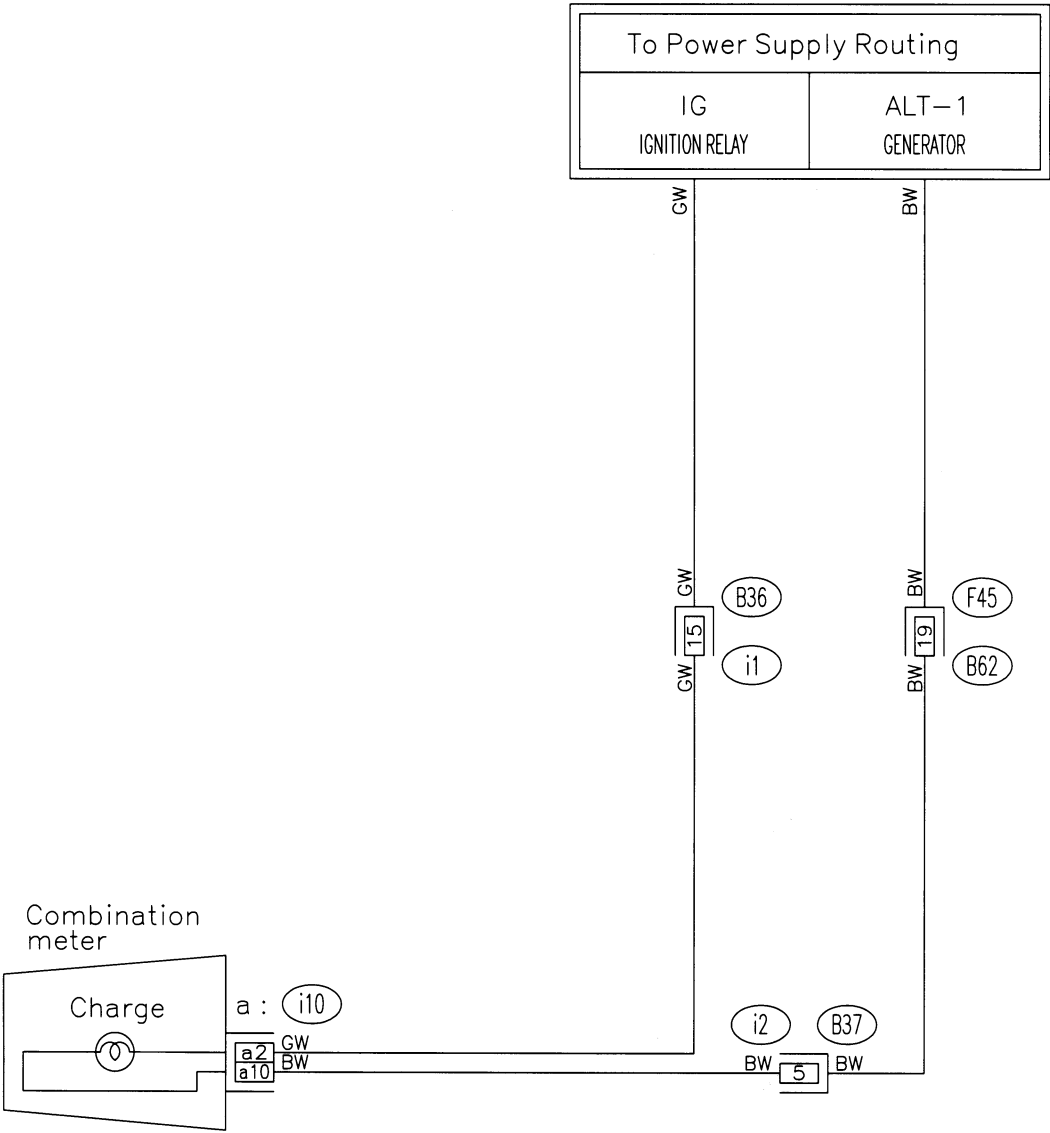 To Power Supply Routing
IG
IGNITION RELAY
ALT-1
GENERATOR
GW
BW
GW
B36
15
i1
GW
BW
F45
19
B62
BW
Combination
meter
Charge
a : i10
a2 GW
a10 BW
i2
B37
BW 5 BW